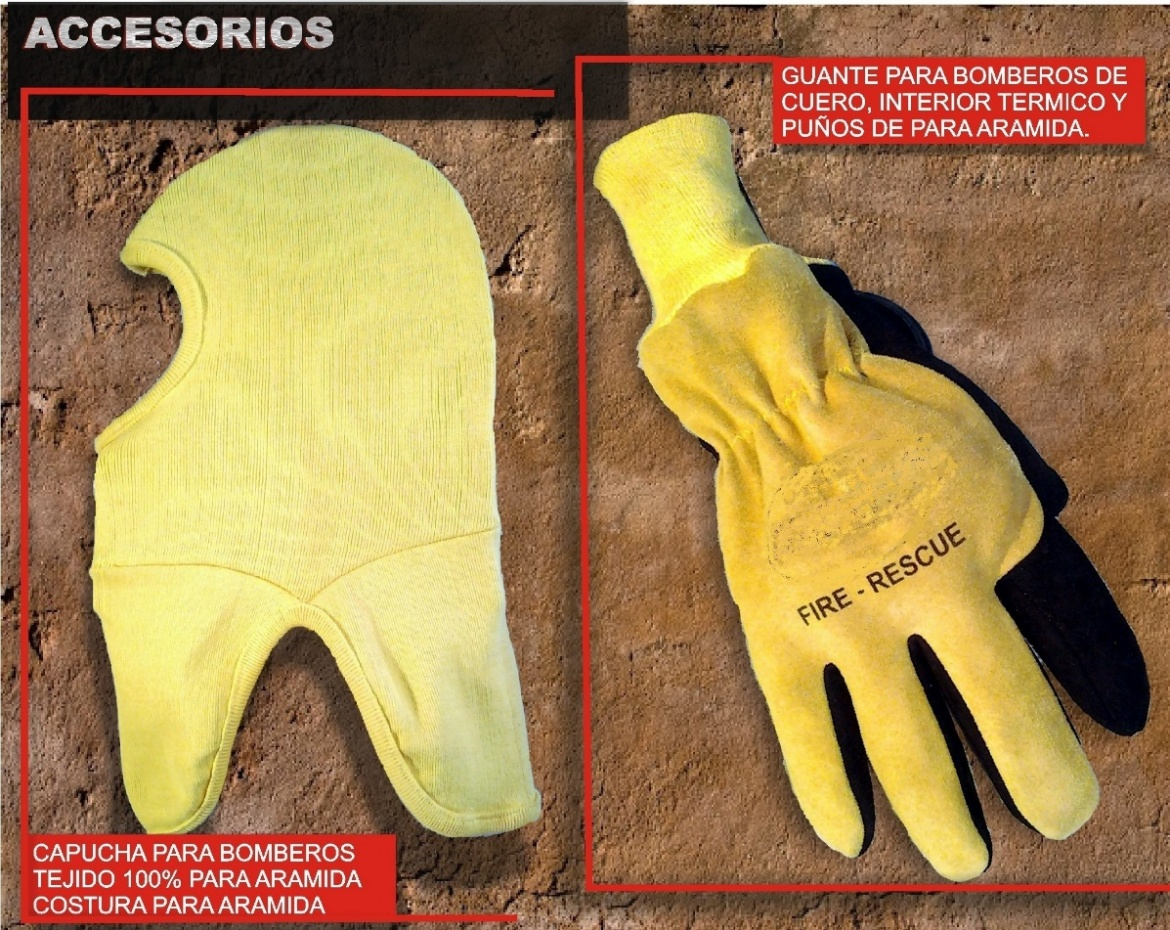 ACCESORIOS
GUANTE PARA BOMBEROS DE
CUERO, INTERIOR TERMICO Y
PUÑOS DE PARA ARAMIDA.
FIRE - RESCUE
CAPUCHA PARA BOMBEROS
TEJIDO 100% PARA ARAMIDA
COSTURA PARA ARAMIDA